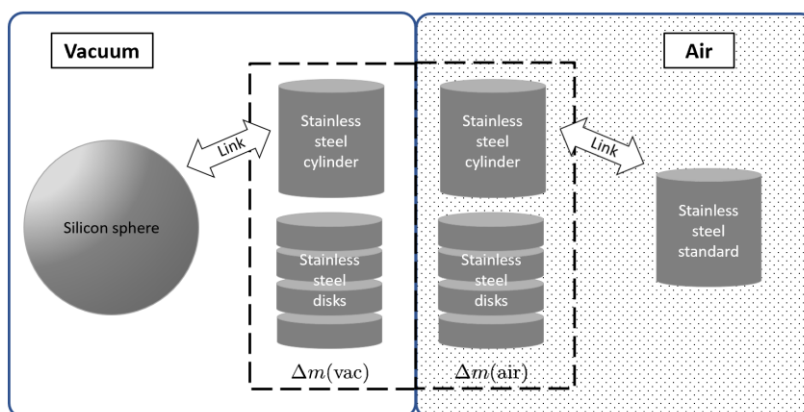 Vacuum
Air
Stainless
steel
cylinder
Stainless
steel
cylinder
Link
Link
Silicon sphere
Stainless
steel
disks
Stainless
steel
disks
Stainless
steel
standard
Δm(vac)
Δm(air)